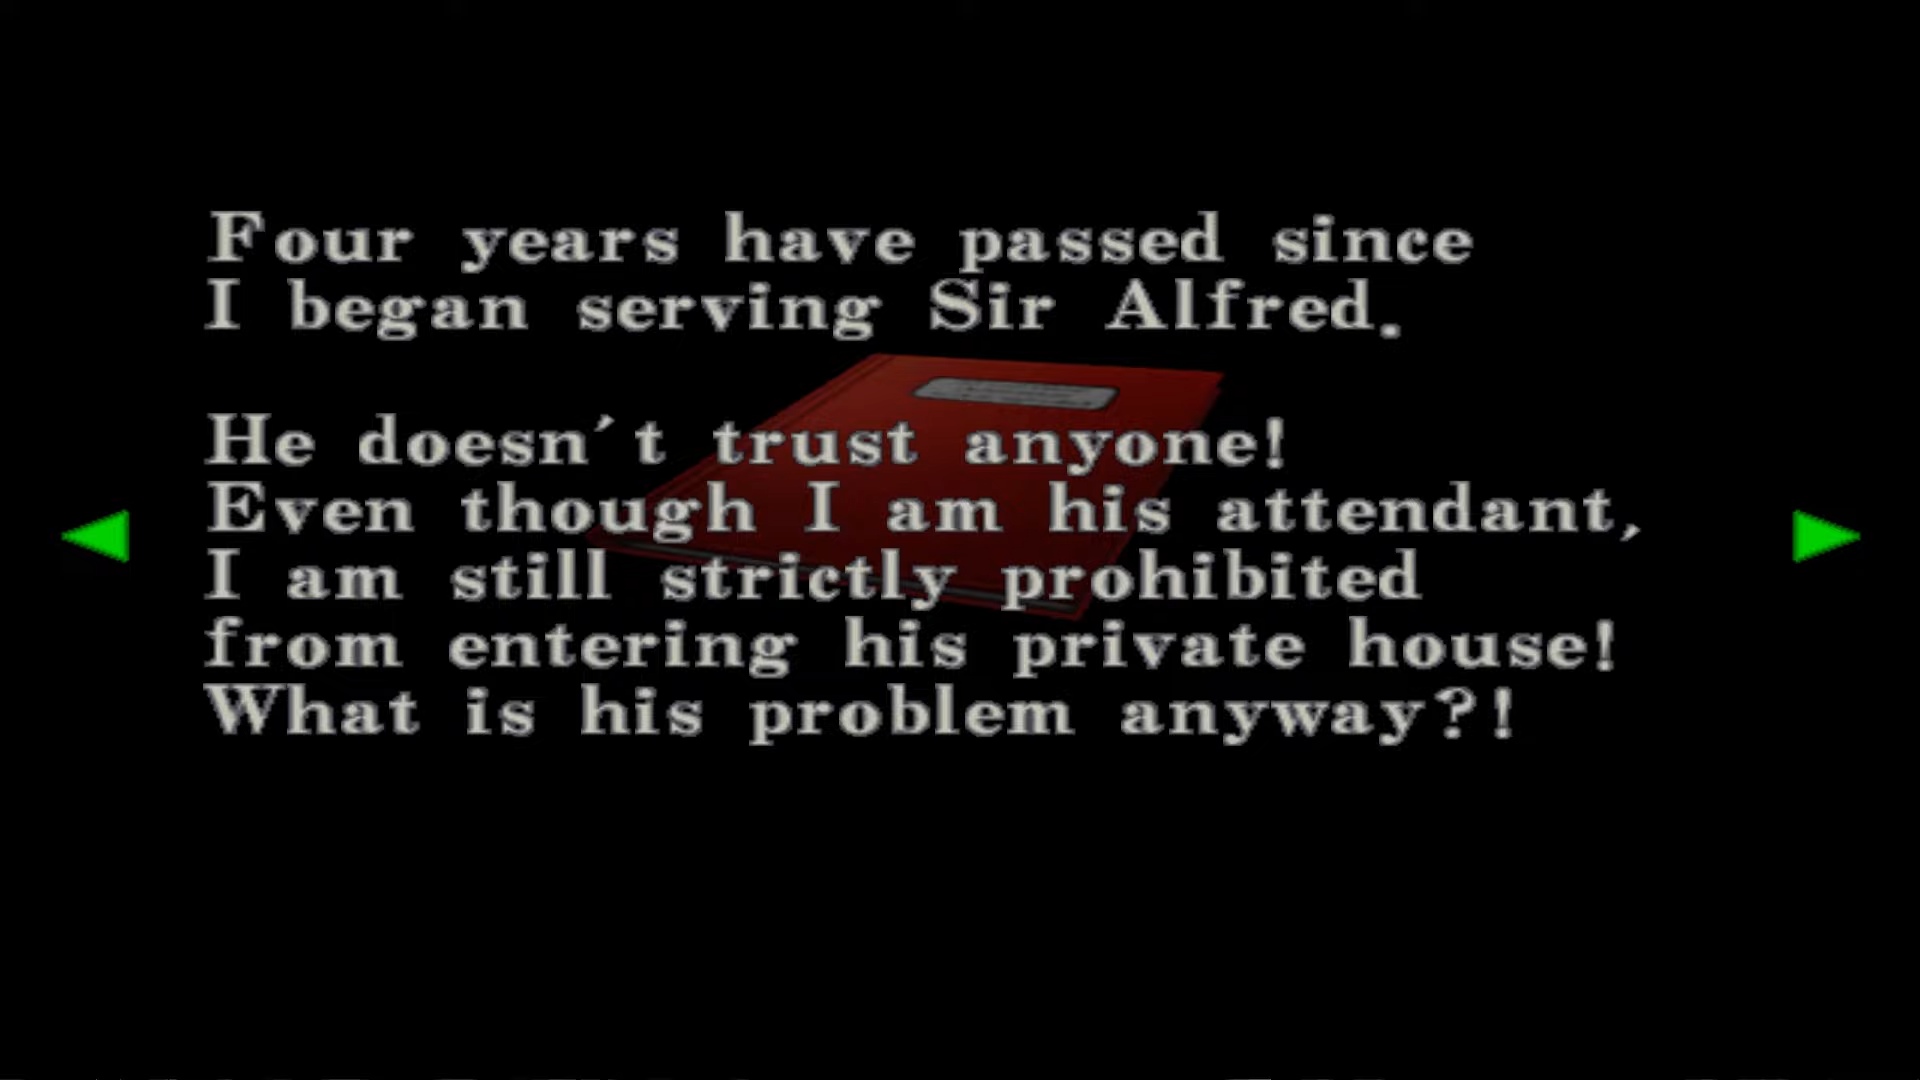 Four years have passed since
I began serving Sir Alfred.
He doesn't trust anyone!
Even though I am his attendant,
I am still strictly prohibited
from entering his private house!
What is his problem anyway?!